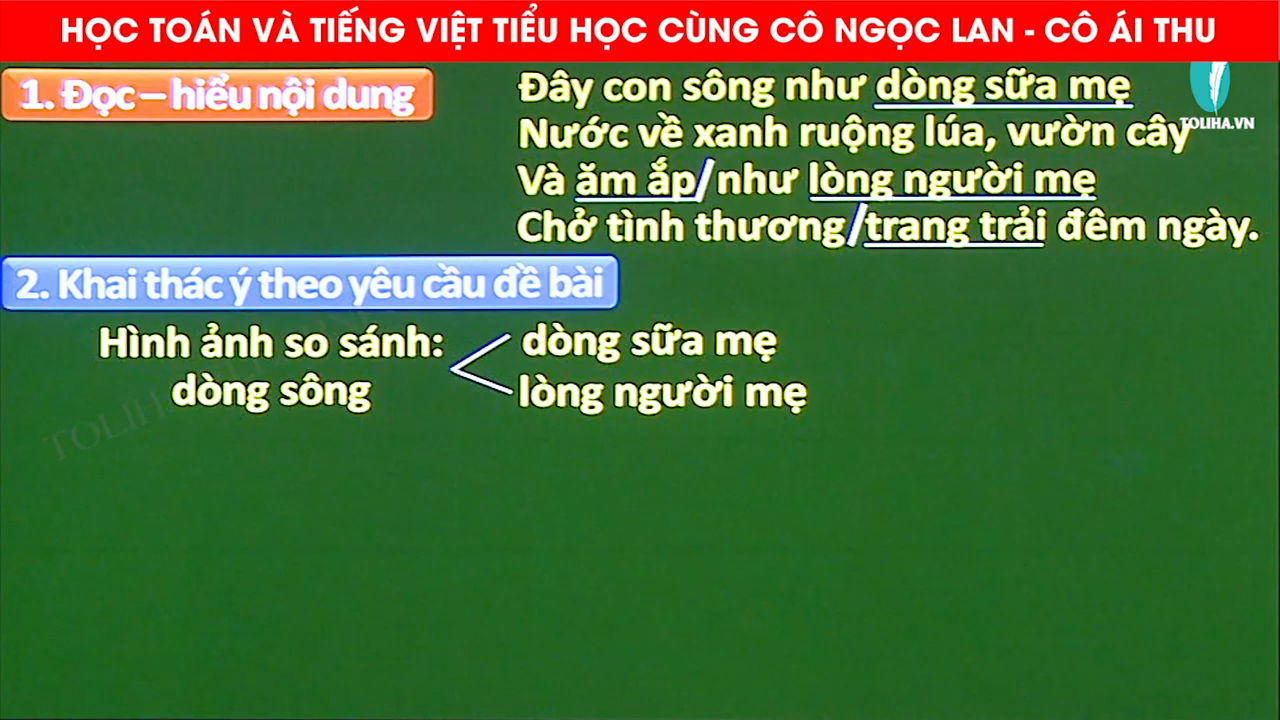 HỌC TOÁN VÀ TIẾNG VIỆT TIỂU HỌC CÙNG CÔ NGỌC LAN - CÔ ÁI THU
1. Đọc – hiểu nội dung
Đây con sông như dòng sữa mẹ
Nước về xanh ruộng lúa, vườn cây
Và ăm ắp/như lòng người mẹ
Chở tình thương/trang trải đêm ngày.
TOLIHA.VN
2. Khai thác ý theo yêu cầu đề bài
Hình ảnh so sánh:
dòng sông
dòng sữa mẹ
lòng người mẹ